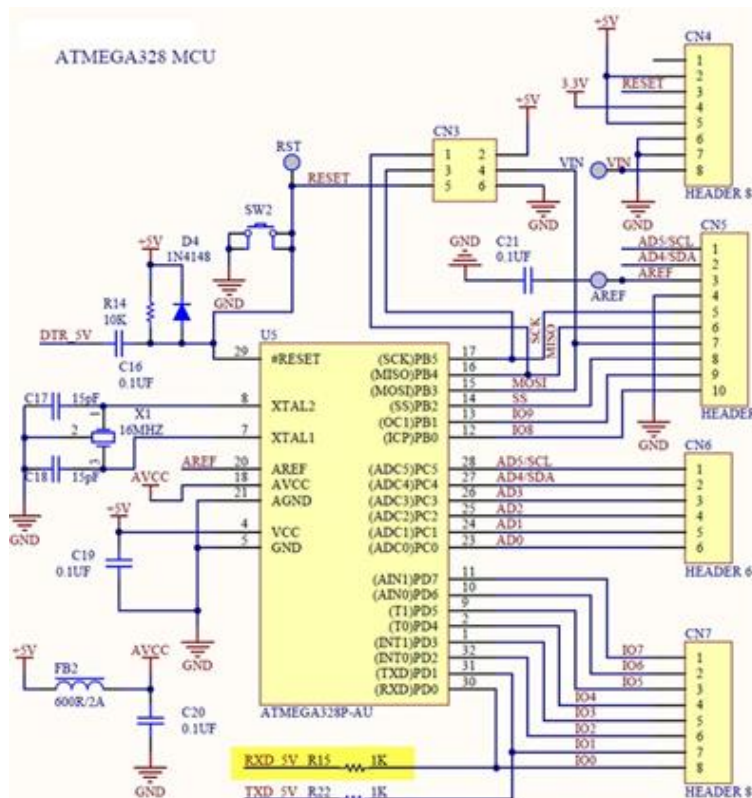 ATMEGA328 MCU
+5V
CN4
1
2
RESET 3
3.3V 4
5
6
7
VIN VIN 8
GND
HEADER 8
+5V
CN3
1 2
3 4
5 6
RST
RESET
GND
SW2
GND
+5V
D4
1N4148
R14
10K
DTR_5V
C16
0.1UF
GND
C21
0.1UF
AREF
CN5
AD5/SCL 1
AD4/SDA 2
AREF 3
4
5
6
7
8
9
10
GND
HEADER
SCK
MISO
U5
29 #RESET
8 XTAL2
7 XTAL1
AREF 20 AREF
AVCC 18 AVCC
21 AGND
4 VCC
5 GND
(SCK)PB5 17
(MISO)PB4 16
(MOSI)PB3 15 MOSI
(SS)PB2 14 SS
(OC1)PB1 13 IO9
(ICP)PB0 12 IO8
(ADC5)PC5 28 AD5/SCL
(ADC4)PC4 27 AD4/SDA
(ADC3)PC3 26 AD3
(ADC2)PC2 25 AD2
(ADC1)PC1 24 AD1
(ADC0)PC0 23 AD0
(AIN1)PD7 11
(AIN0)PD6 10
(T1)PD5 9
(T0)PD4 2
(INT1)PD3 1
(INT0)PD2 32
(TXD)PD1 31
(RXD)PD0 30
ATMEGA328P-AU
C17 15pF
1
X1
2 16MHZ
3
C18 15pF
GND
+5V
C19
0.1UF
GND
CN6
1
2
3
4
5
6
HEADER 6
CN7
IO7 1
IO6 2
IO5 3
IO4 4
IO3 5
IO2 6
IO1 7
IO0 8
HEADER 8
+5V
FB2
600R/2A
AVCC
C20
0.1UF
GND
RXD_5V R15 1K
TXD_5V R22 1K